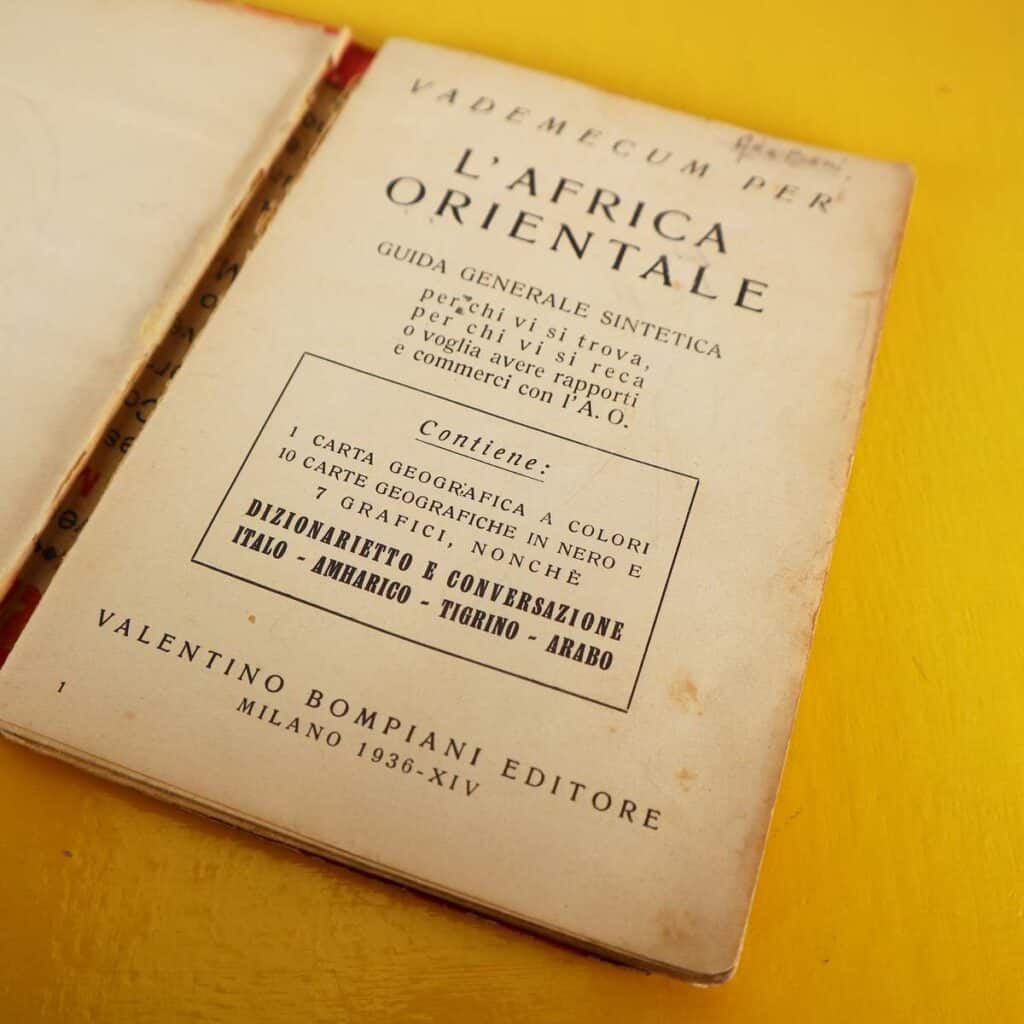 VADEMECUM PER
L'AFRICA
ORIENTALE
GUIDA GENERALE SINTETICA
per chi vi si trova,
per chi vi si reca
o voglia avere rapporti
e commerci con l'A. O.
Contiene:
1 CARTA GEOGRAFICA A COLORI
10 CARTE GEOGRAFICHE IN NERO E
7 GRAFICI, NONCHÈ
DIZIONARIETTO E CONVERSAZIONE
ITALO - AMHARICO - TIGRINO - ARABO
VALENTINO BOMPIANI EDITORE
MILANO 1936-XIV
1